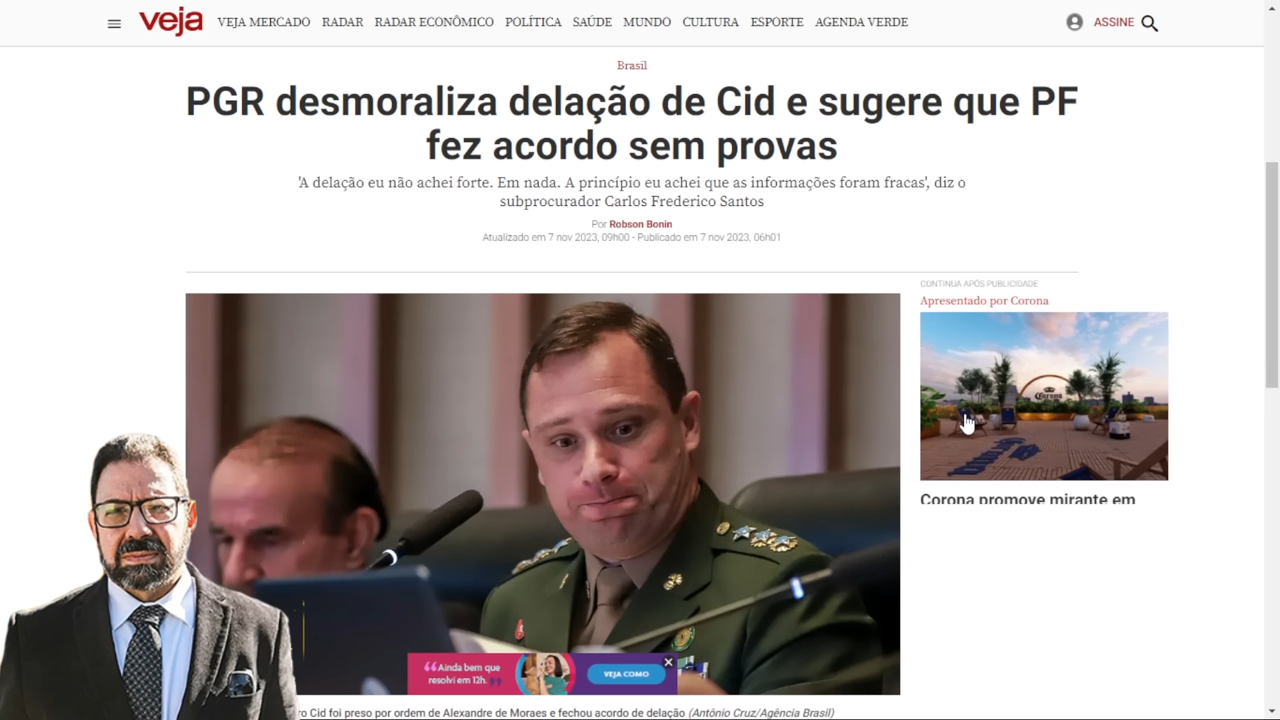 veja
VEJA MERCADO RADAR RADAR ECONÔMICO POLÍTICA SAÚDE MUNDO CULTURA ESPORTE AGENDA VERDE
ASSINE
Brasil
PGR desmoraliza delação de Cid e sugere que PF
fez acordo sem provas
'A delação eu não achei forte. Em nada. A princípio eu achei que as informações foram fracas', diz o
subprocurador Carlos Frederico Santos
Por Robson Bonin
Atualizado em 7 nov 2023, 09h00 - Publicado em 7 nov 2023, 06h01
CONTINUA APÓS PUBLICIDADE
Apresentado por Corona
Corona
Corona promove mirante em
“Ainda bem que
resolvi em 12h.”
VEJA COMO
ro Cid foi preso por ordem de Alexandre de Moraes e fechou acordo de delação (Antônio Cruz/Agência Brasil)